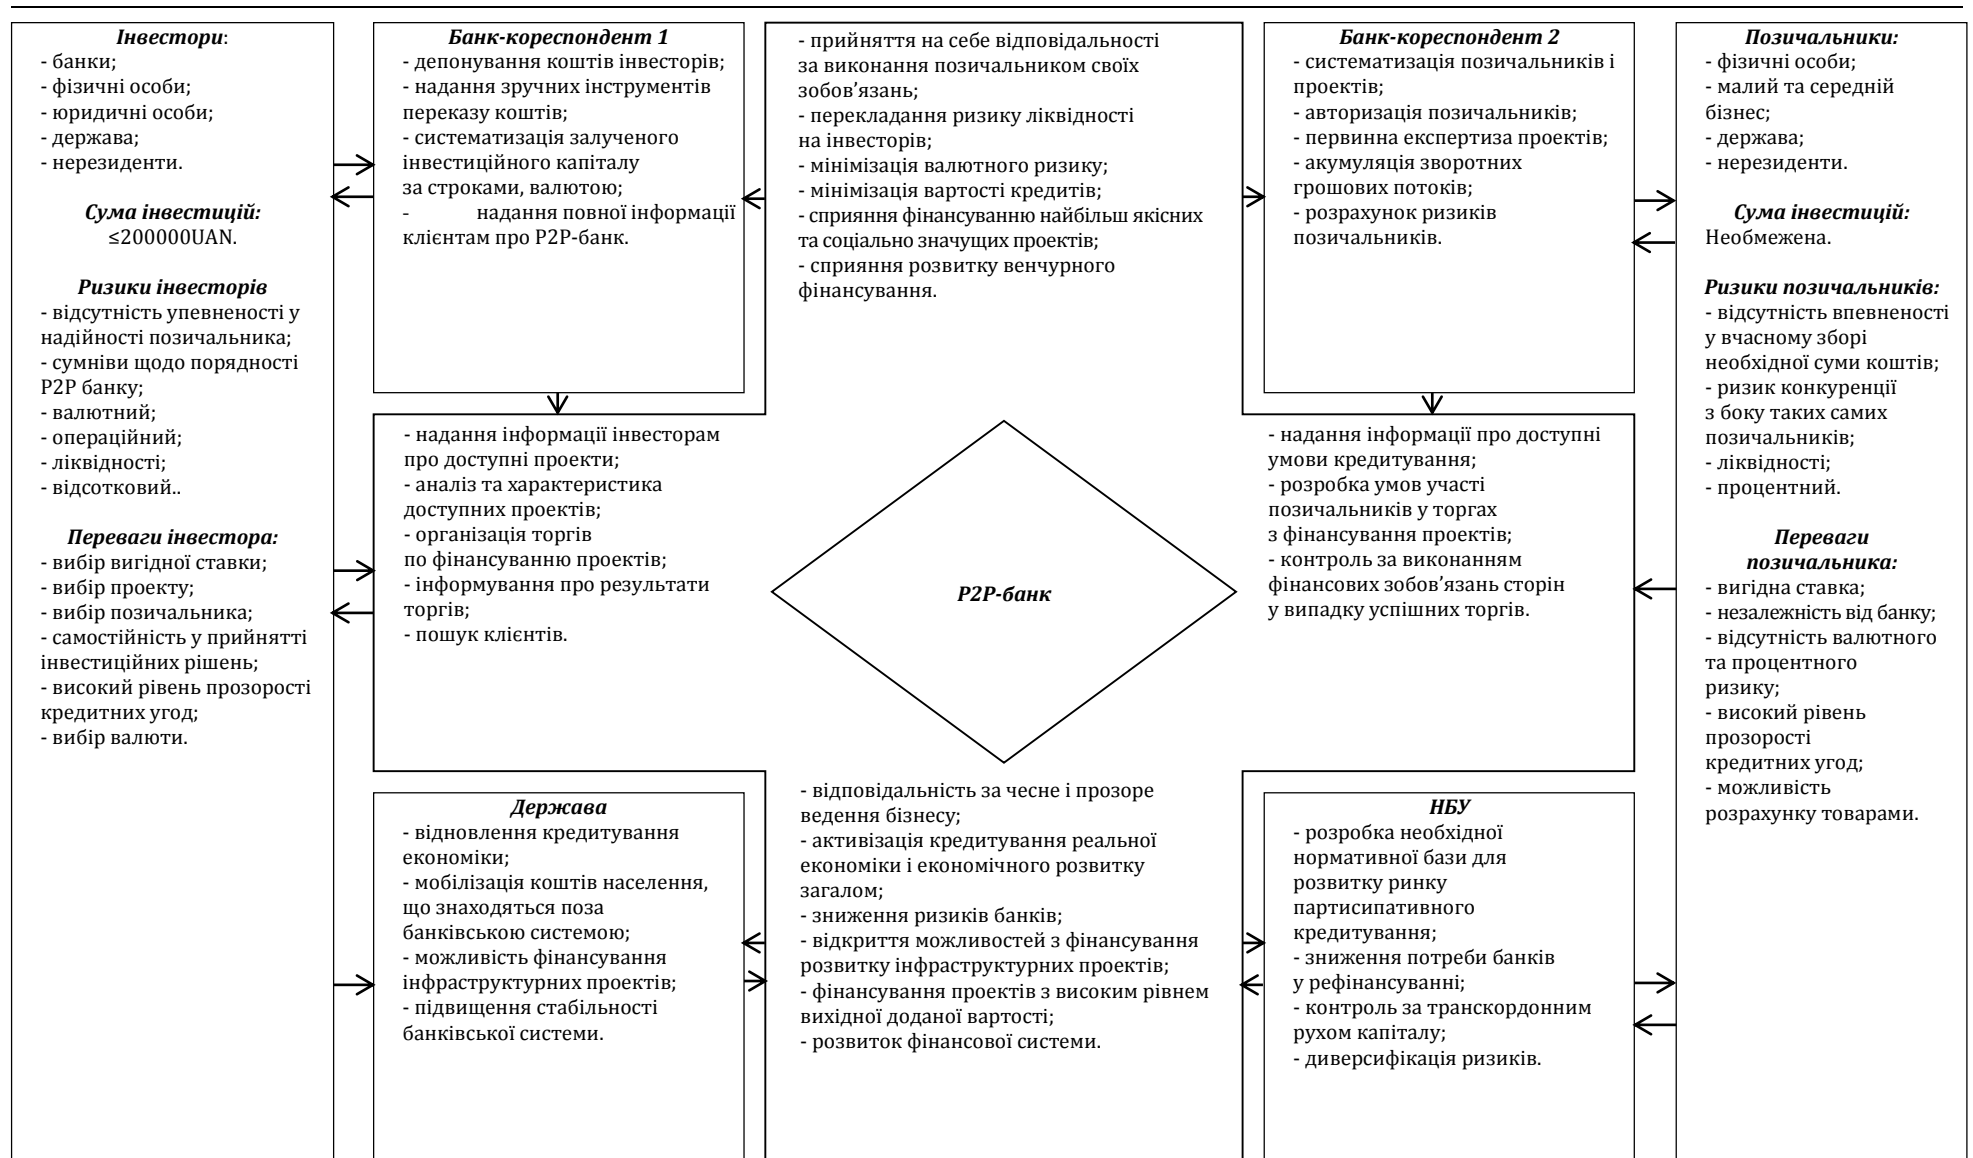 Інвестори:
- банки;
- фізичні особи;
- юридичні особи;
- держава;
- нерезиденти.
Сума інвестицій:
≤200000UAN.
Ризики інвесторів
- відсутність упевненості у
надійності позичальника;
- сумніви щодо порядності
P2P банку;
- валютний;
- операційний;
- ліквідності;
- відсотковий..
Переваги інвестора:
- вибір вигідної ставки;
- вибір проекту;
- вибір позичальника;
- самостійність у прийнятті
інвестиційних рішень;
- високий рівень прозорості
кредитних угод;
- вибір валюти.
Банк-кореспондент 1
- депонування коштів інвесторів;
- надання зручних інструментів
переказу коштів;
- систематизація залученого
інвестиційного капіталу
за строками, валютою;
- надання повної інформації
клієнтам про P2P-банк.
- прийняття на себе відповідальності
за виконання позичальником своїх
зобов’язань;
- перекладання ризику ліквідності
на інвесторів;
- мінімізація валютного ризику;
- мінімізація вартості кредитів;
- сприяння фінансуванню найбільш якісних
та соціально значущих проектів;
- сприяння розвитку венчурного
фінансування.
Банк-кореспондент 2
- систематизація позичальників і
проектів;
- авторизація позичальників;
- первинна експертиза проектів;
- акумуляція зворотних
грошових потоків;
- розрахунок ризиків
позичальників.
Позичальники:
- фізичні особи;
- малий та середній
бізнес;
- держава;
- нерезиденти.
Сума інвестицій:
Необмежена.
Ризики позичальників:
- відсутність впевненості
у вчасному зборі
необхідної суми коштів;
- ризик конкуренції
з боку таких самих
позичальників;
- ліквідності;
- процентний.
Переваги
позичальника:
- вигідна ставка;
- незалежність від банку;
- відсутність валютного
та процентного
ризику;
- високий рівень
прозорості
кредитних угод;
- можливість
розрахунку товарами.
- надання інформації інвесторам
про доступні проекти;
- аналіз та характеристика
доступних проектів;
- організація торгів
по фінансуванню проектів;
- інформування про результати
торгів;
- пошук клієнтів.
P2P-банк
- надання інформації про доступні
умови кредитування;
- розробка умов участі
позичальників у торгах
з фінансування проектів;
- контроль за виконанням
фінансових зобов’язань сторін
у випадку успішних торгів.
Держава
- відновлення кредитування
економіки;
- мобілізація коштів населення,
що знаходяться поза
банківською системою;
- можливість фінансування
інфраструктурних проектів;
- підвищення стабільності
банківської системи.
- відповідальність за чесне і прозоре
ведення бізнесу;
- активізація кредитування реальної
економіки і економічного розвитку
загалом;
- зниження ризиків банків;
- відкриття можливостей з фінансування
розвитку інфраструктурних проектів;
- фінансування проектів з високим рівнем
вихідної доданої вартості;
- розвиток фінансової системи.
НБУ
- розробка необхідної
нормативної бази для
розвитку ринку
партисипативного
кредитування;
- зниження потреби банків
у рефінансуванні;
- контроль за транскордонним
рухом капіталу;
- диверсифікація ризиків.